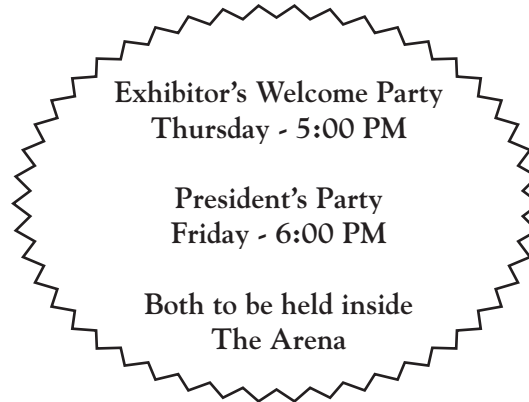 Exhibitor’s Welcome Party
Thursday - 5:00 PM
President’s Party
Friday - 6:00 PM
Both to be held inside
The Arena